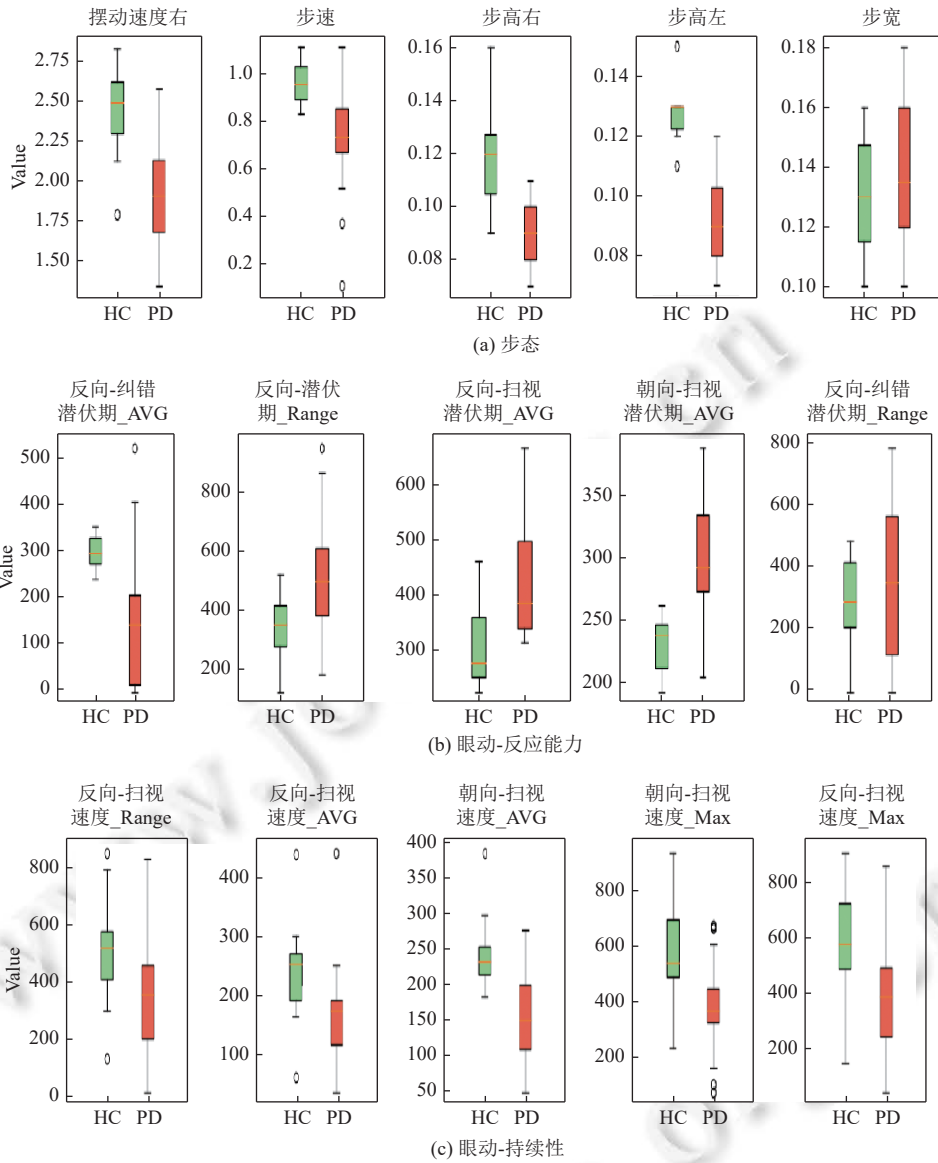 摆动速度右
步速
步高右
步高左
步宽
Value
2.75
2.50
2.25
2.00
1.75
1.50
1.0
0.8
0.6
0.4
0.2
0.16
0.14
0.12
0.10
0.08
0.14
0.12
0.10
0.08
0.18
0.16
0.14
0.12
0.10
HC PD
HC PD
HC PD
HC PD
HC PD
(a) 步态
反向-纠错
潜伏期_AVG
反向-潜伏
期_Range
反向-扫视
潜伏期_AVG
朝向-扫视
潜伏期_AVG
反向-纠错
潜伏期_Range
Value
500
400
300
200
100
0
800
600
400
200
600
500
400
300
350
300
250
200
800
600
400
200
0
HC PD
HC PD
HC PD
HC PD
HC PD
(b) 眼动-反应能力
反向-扫视
速度_Range
反向-扫视
速度_AVG
朝向-扫视
速度_AVG
朝向-扫视
速度_Max
反向-扫视
速度_Max
Value
800
600
400
200
0
400
300
200
100
400
350
300
250
200
150
100
50
800
600
400
200
800
600
400
200
HC PD
HC PD
HC PD
HC PD
HC PD
(c) 眼动-持续性